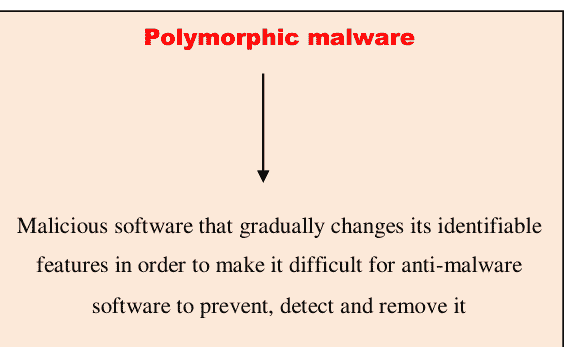 Polymorphic malware
Malicious software that gradually changes its identifiable
features in order to make it difficult for anti-malware
software to prevent, detect and remove it